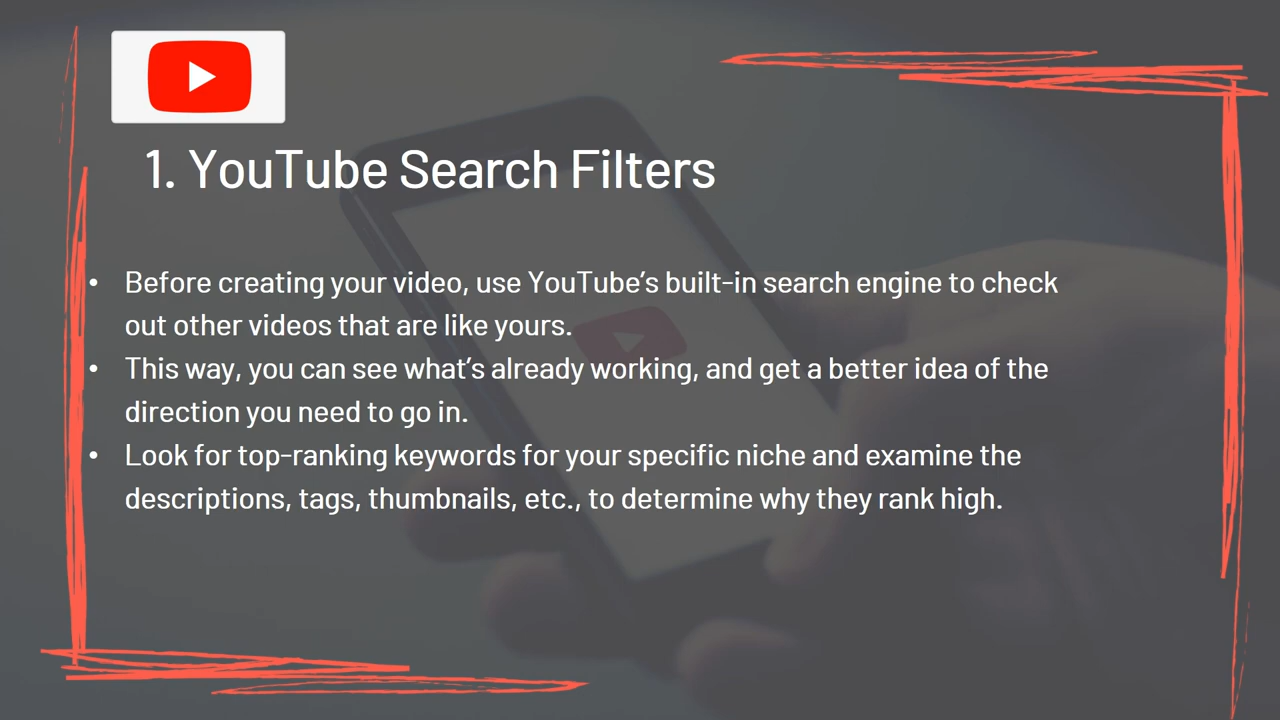 1. YouTube Search Filters
• Before creating your video, use YouTube’s built-in search engine to check
out other videos that are like yours.
• This way, you can see what’s already working, and get a better idea of the
direction you need to go in.
• Look for top-ranking keywords for your specific niche and examine the
descriptions, tags, thumbnails, etc., to determine why they rank high.